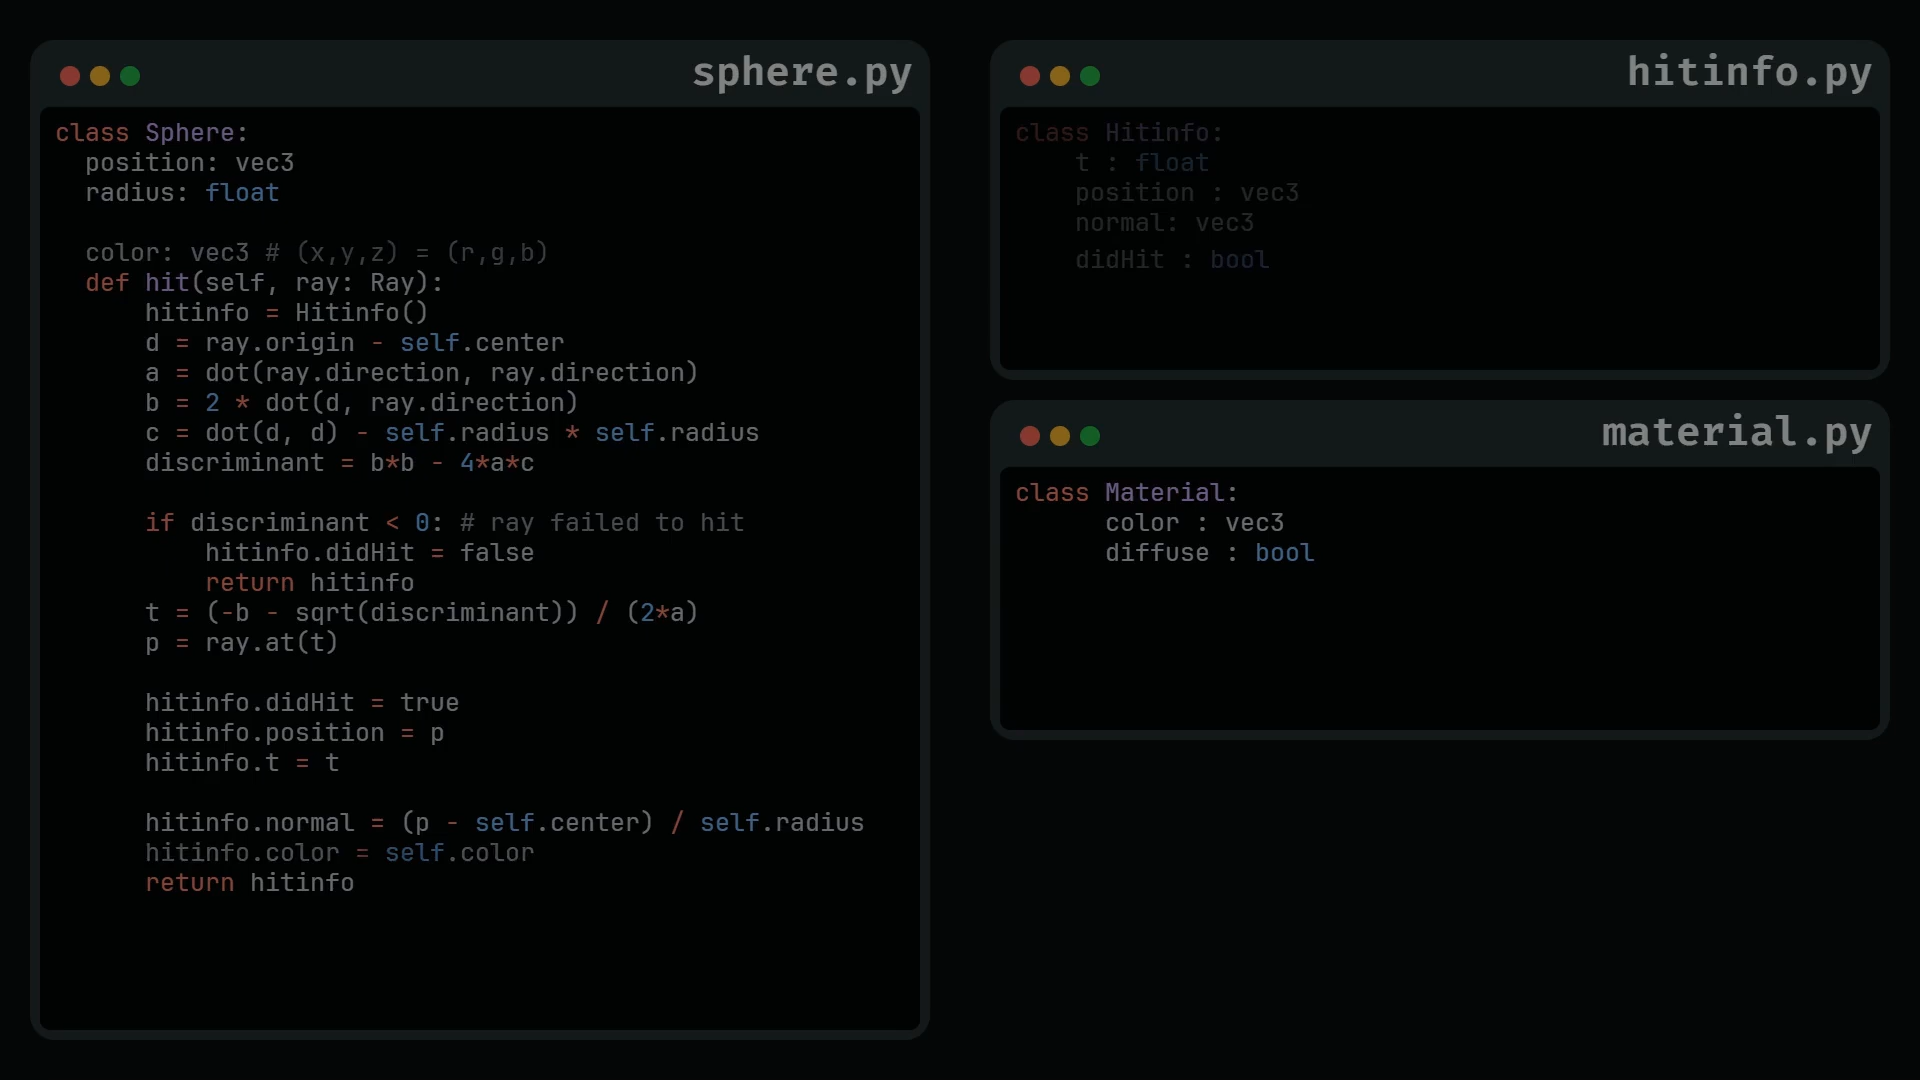 sphere.py
class Sphere:
  position: vec3
  radius: float

  color: vec3 # (x,y,z) = (r,g,b)
  def hit(self, ray: Ray):
      hitinfo = Hitinfo()
      d = ray.origin - self.center
      a = dot(ray.direction, ray.direction)
      b = 2 * dot(d, ray.direction)
      c = dot(d, d) - self.radius * self.radius
      discriminant = b*b - 4*a*c

      if discriminant < 0: # ray failed to hit
          hitinfo.didHit = false
          return hitinfo
      t = (-b - sqrt(discriminant)) / (2*a)
      p = ray.at(t)

      hitinfo.didHit = true
      hitinfo.position = p
      hitinfo.t = t

      hitinfo.normal = (p - self.center) / self.radius
      hitinfo.color = self.color
      return hitinfo
hitinfo.py
class Hitinfo:
    t : float
    position : vec3
    normal: vec3
    didHit : bool
material.py
class Material:
      color : vec3
      diffuse : bool